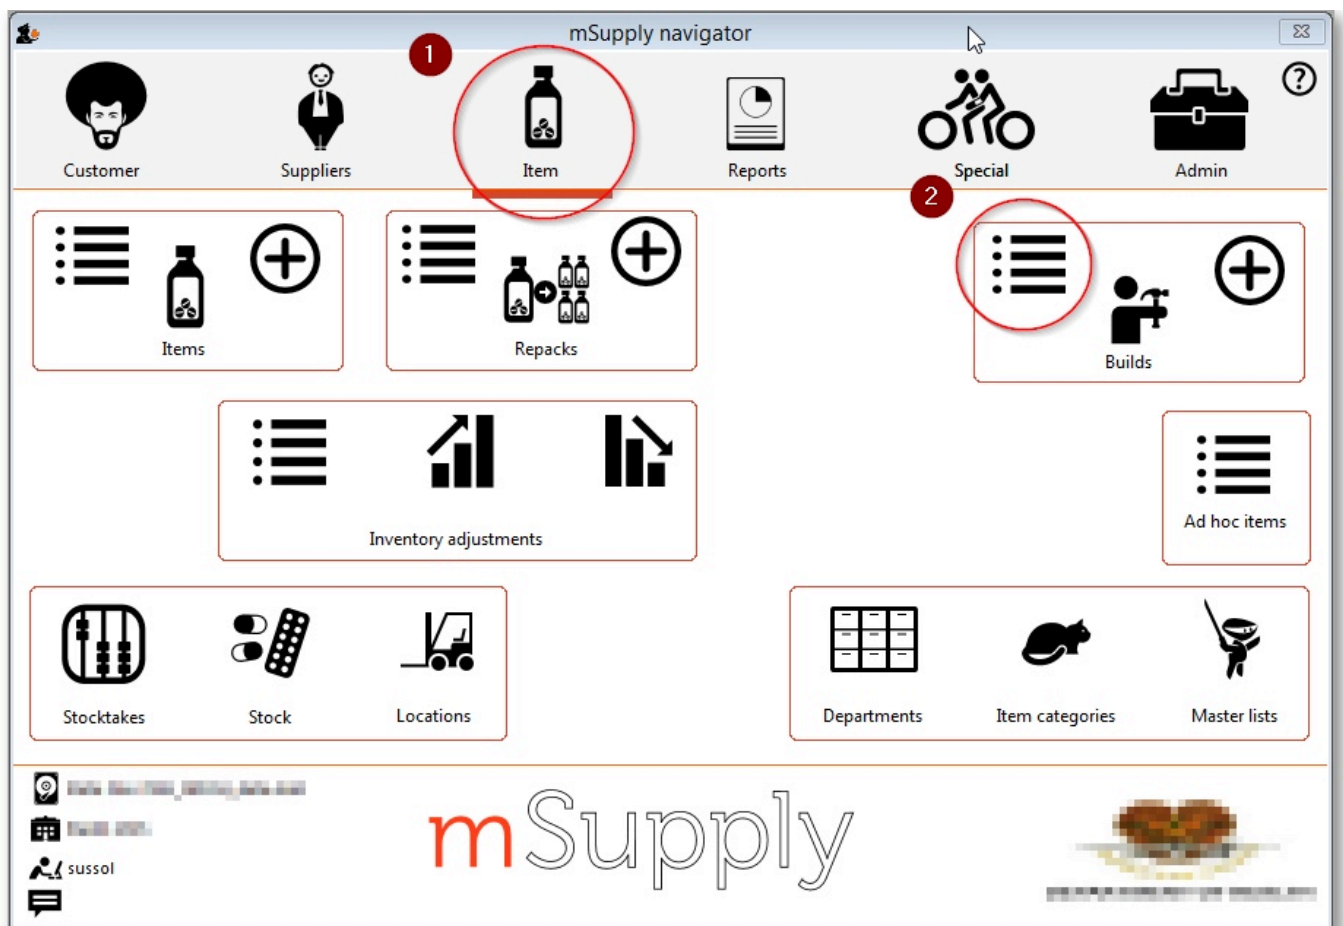 mSupply navigator
1
Customer
Suppliers
Item
Reports
Special
Admin
?
2
Items
Repacks
Builds
Inventory adjustments
Ad hoc items
Stocktakes
Stock
Locations
Departments
Item categories
Master lists
sussol
mSupply